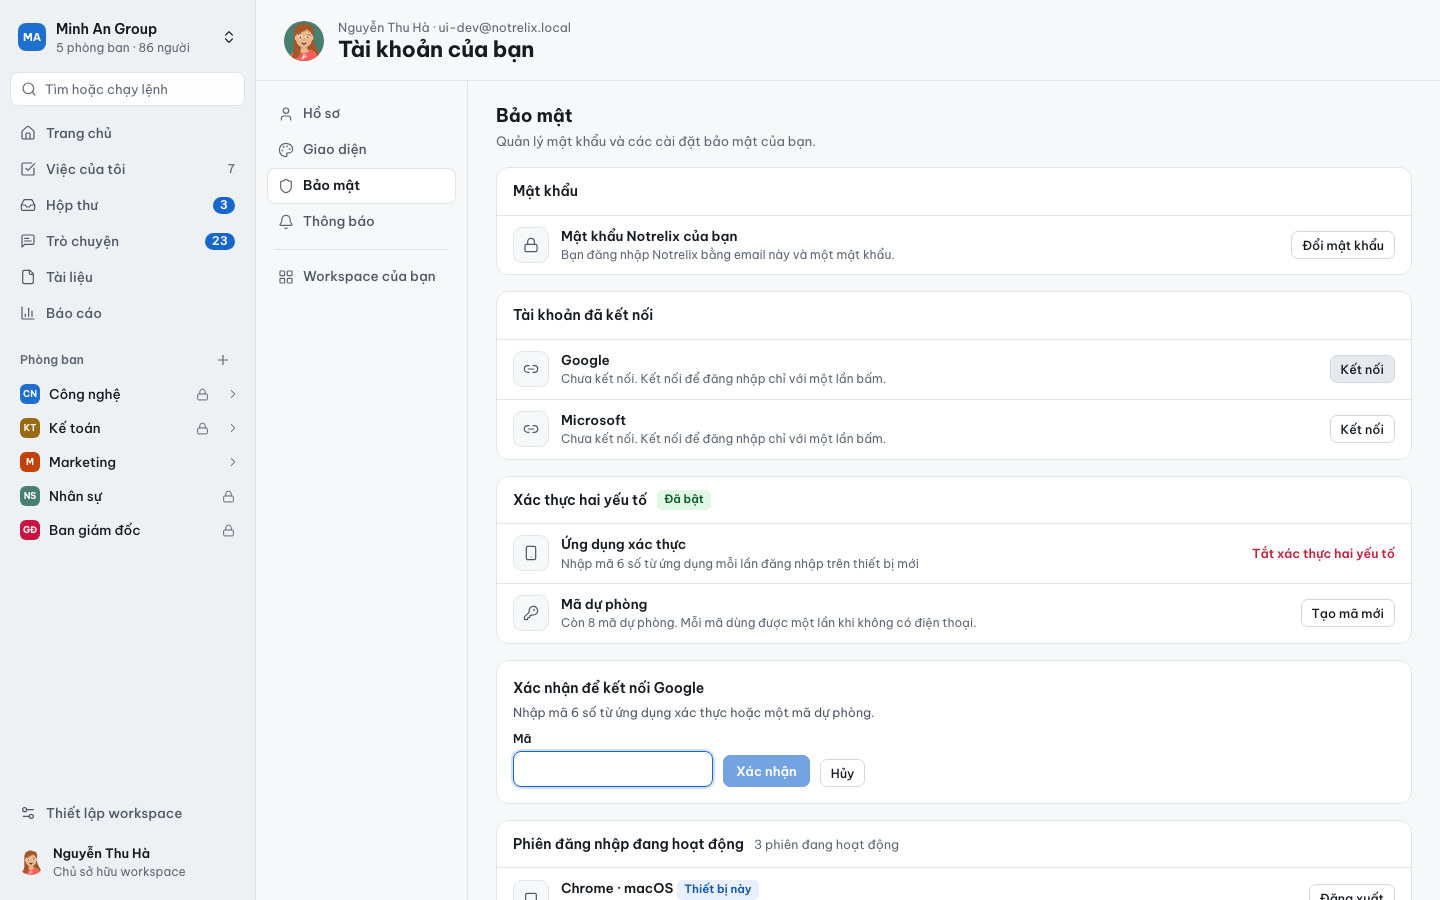 MA
Minh An Group
5 phòng ban · 86 người
Tìm hoặc chạy lệnh
Trang chủ
Việc của tôi 7
Hộp thư 3
Trò chuyện 23
Tài liệu
Báo cáo
Phòng ban
CN Công nghệ
KT Kế toán
M Marketing
NS Nhân sự
GĐ Ban giám đốc
Thiết lập workspace
Nguyễn Thu Hà
Chủ sở hữu workspace
Nguyễn Thu Hà · ui-dev@notrelix.local
Tài khoản của bạn
Hồ sơ
Giao diện
Bảo mật
Thông báo
Workspace của bạn
Bảo mật
Quản lý mật khẩu và các cài đặt bảo mật của bạn.
Mật khẩu
Mật khẩu Notrelix của bạn
Bạn đăng nhập Notrelix bằng email này và một mật khẩu.
Đổi mật khẩu
Tài khoản đã kết nối
Google
Chưa kết nối. Kết nối để đăng nhập chỉ với một lần bấm.
Kết nối
Microsoft
Chưa kết nối. Kết nối để đăng nhập chỉ với một lần bấm.
Kết nối
Xác thực hai yếu tố Đã bật
Ứng dụng xác thực
Nhập mã 6 số từ ứng dụng mỗi lần đăng nhập trên thiết bị mới
Tắt xác thực hai yếu tố
Mã dự phòng
Còn 8 mã dự phòng. Mỗi mã dùng được một lần khi không có điện thoại.
Tạo mã mới
Xác nhận để kết nối Google
Nhập mã 6 số từ ứng dụng xác thực hoặc một mã dự phòng.
Mã
Xác nhận Hủy
Phiên đăng nhập đang hoạt động 3 phiên đang hoạt động
Chrome · macOS Thiết bị này
Đăng xuất